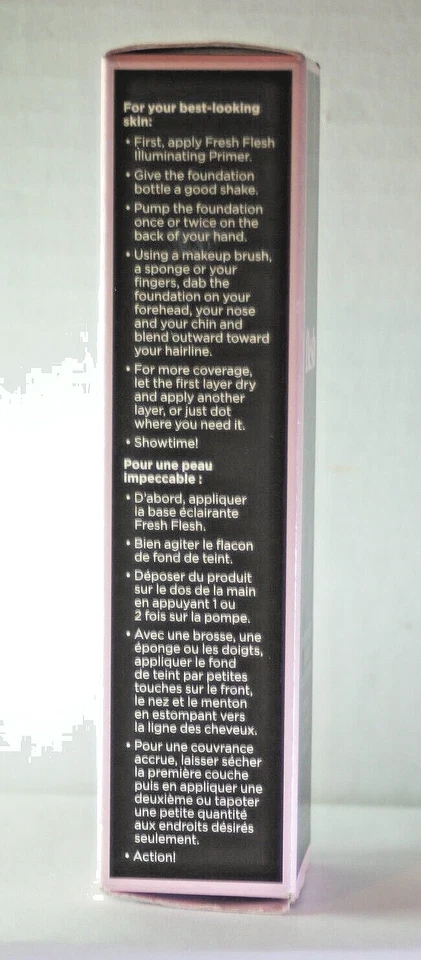 For your best-looking
skin:
• First, apply Fresh Flesh
Illuminating Primer.
• Give the foundation
bottle a good shake.
• Pump the foundation
once or twice on the
back of your hand.
• Using a makeup brush,
a sponge or your
fingers, dab the
foundation on your
forehead, your nose
and your chin and
blend outward toward
your hairline.
• For more coverage,
let the first layer dry
and apply another
layer, or just dot
where you need it.
• Showtime!
Pour une peau
impeccable :
• D'abord, appliquer
la base éclairante
Fresh Flesh.
• Bien agiter le flacon
de fond de teint.
• Déposer du produit
sur le dos de la main
en appuyant 1 ou
2 fois sur la pompe.
• Avec une brosse, une
éponge ou les doigts,
appliquer le fond
de teint par petites
touches sur le front,
le nez et le menton
en estompant vers
la ligne des cheveux.
• Pour une couvrance
accrue, laisser sécher
la première couche
puis en appliquer une
deuxième ou tapoter
une petite quantité
aux endroits désirés
seulement.
• Action!